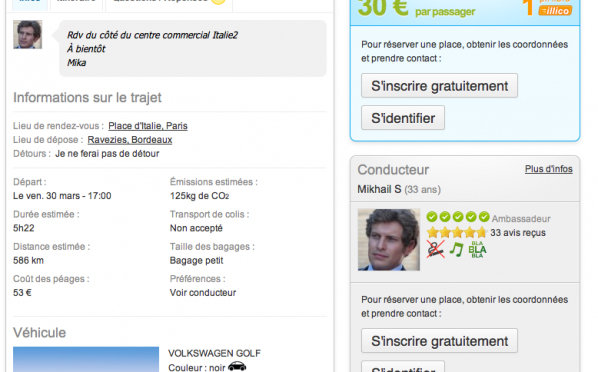 Rdv du côté du centre commercial Italie2
À bientôt
Mika
Informations sur le trajet
Lieu de rendez-vous : Place d'Italie, Paris
Lieu de dépose : Ravezies, Bordeaux
Détours : Je ne ferai pas de détour
Départ : Émissions estimées :
Le ven. 30 mars - 17:00 125kg de CO2
Durée estimée : Transport de colis :
5h22 Non accepté
Distance estimée : Taille des bagages :
586 km Bagage petit
Coût des péages : Préférences :
53 € Voir conducteur
Véhicule
VOLKSWAGEN GOLF
Couleur : noir
30 € par passager 1
illico
Pour réserver une place, obtenir les coordonnées
et prendre contact :
S'inscrire gratuitement
S'identifier
Conducteur Plus d'infos
Mikhail S (33 ans)
Ambassadeur
33 avis reçus
BLA
BLA
BLA
Pour réserver une place, obtenir les coordonnées
et prendre contact :
S'inscrire gratuitement
S'identifier